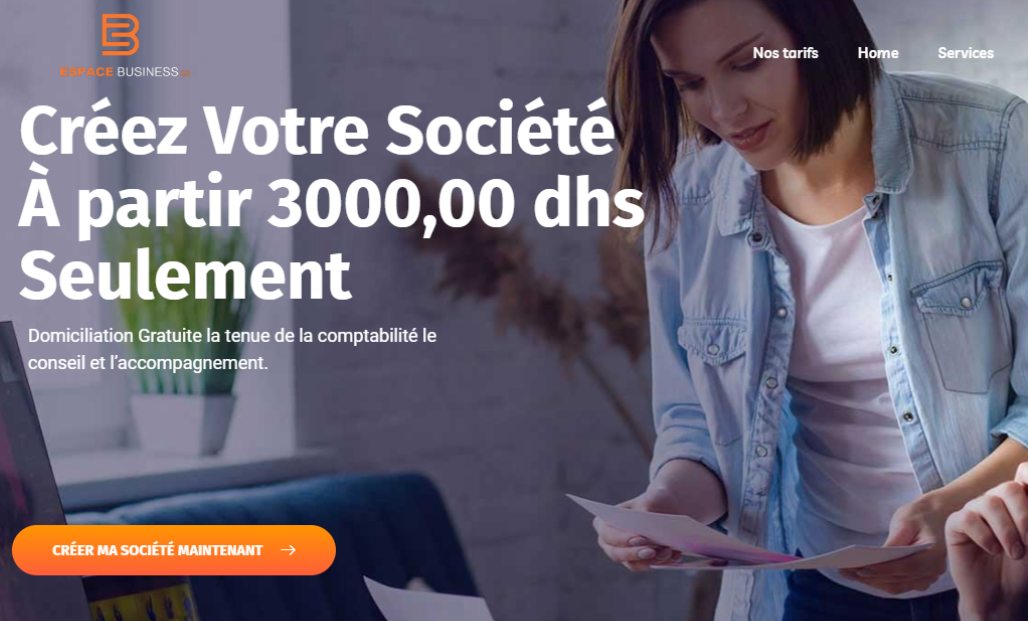 ESPACE BUSINESS
Nos tarifs Home Services
Créez Votre Société
À partir 3000,00 dhs
Seulement
Domiciliation Gratuite la tenue de la comptabilité le
conseil et l'accompagnement.
CRÉER MA SOCIÉTÉ MAINTENANT →